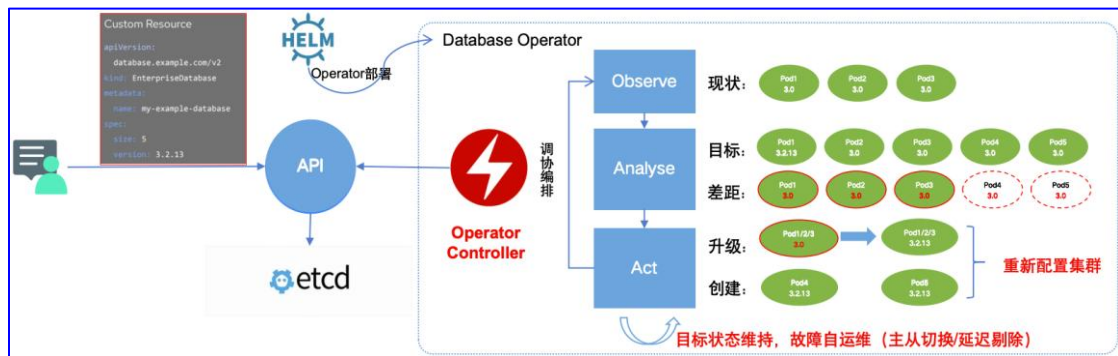 Custom Resource
apiVersion:
database.example.com/v2
kind: EnterpriseDatabase
metadata:
name: my-example-database
spec:
size: 5
version: 3.2.13
HELM
Operator部署
Database Operator
API
etcd
调协编排
Operator
Controller
Observe
Analyse
Act
现状：
Pod1
3.0
Pod2
3.0
Pod3
3.0
目标：
Pod1
3.2.13
Pod2
3.0
Pod3
3.0
Pod4
3.0
Pod5
3.0
差距：
Pod1
3.0
Pod2
3.0
Pod3
3.0
Pod4
3.0
Pod5
3.0
升级：
Pod1/2/3
3.0
Pod1/2/3
3.2.13
创建：
Pod4
3.2.13
Pod5
3.2.13
重新配置集群
目标状态维持，故障自运维（主从切换/延迟剔除）